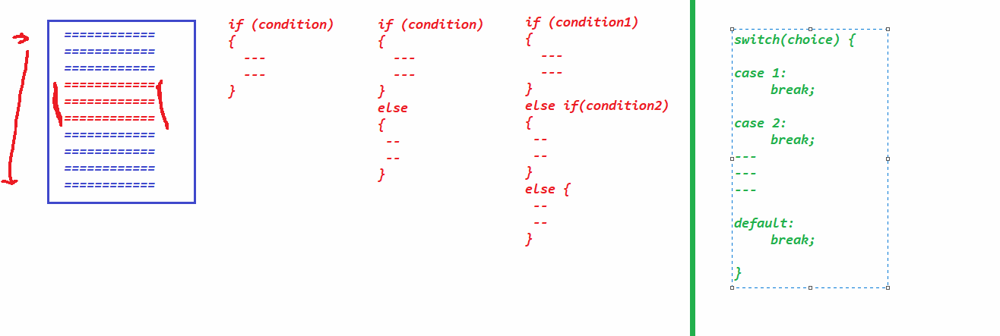 ============
============
============
============
============
============
============
============
============
============
if (condition)
{
---
---
}
if (condition)
{
---
---
}
else
{
--
--
}
if (condition1)
{
---
---
}
else if(condition2)
{
--
--
}
else {
--
--
}
switch(choice) {
case 1:
break;
case 2:
break;
---
---
---
default:
break;
}